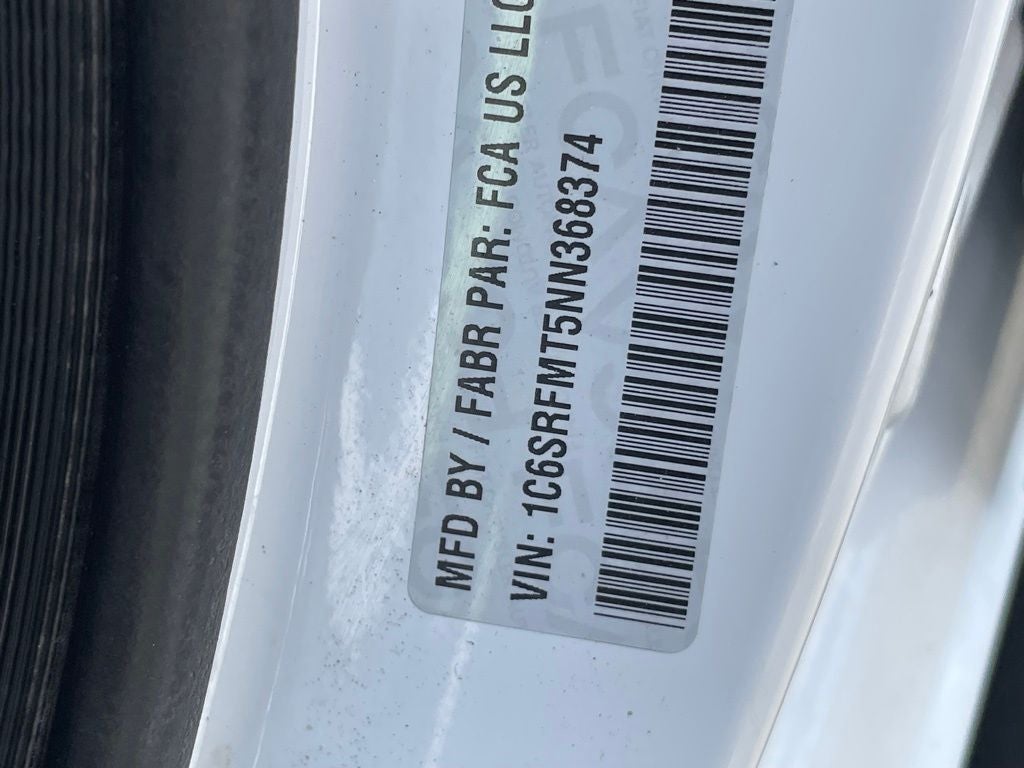 MFD BY / FABR PAR: FCA US LLC
VIN: 1C6SRFMT5NN368374